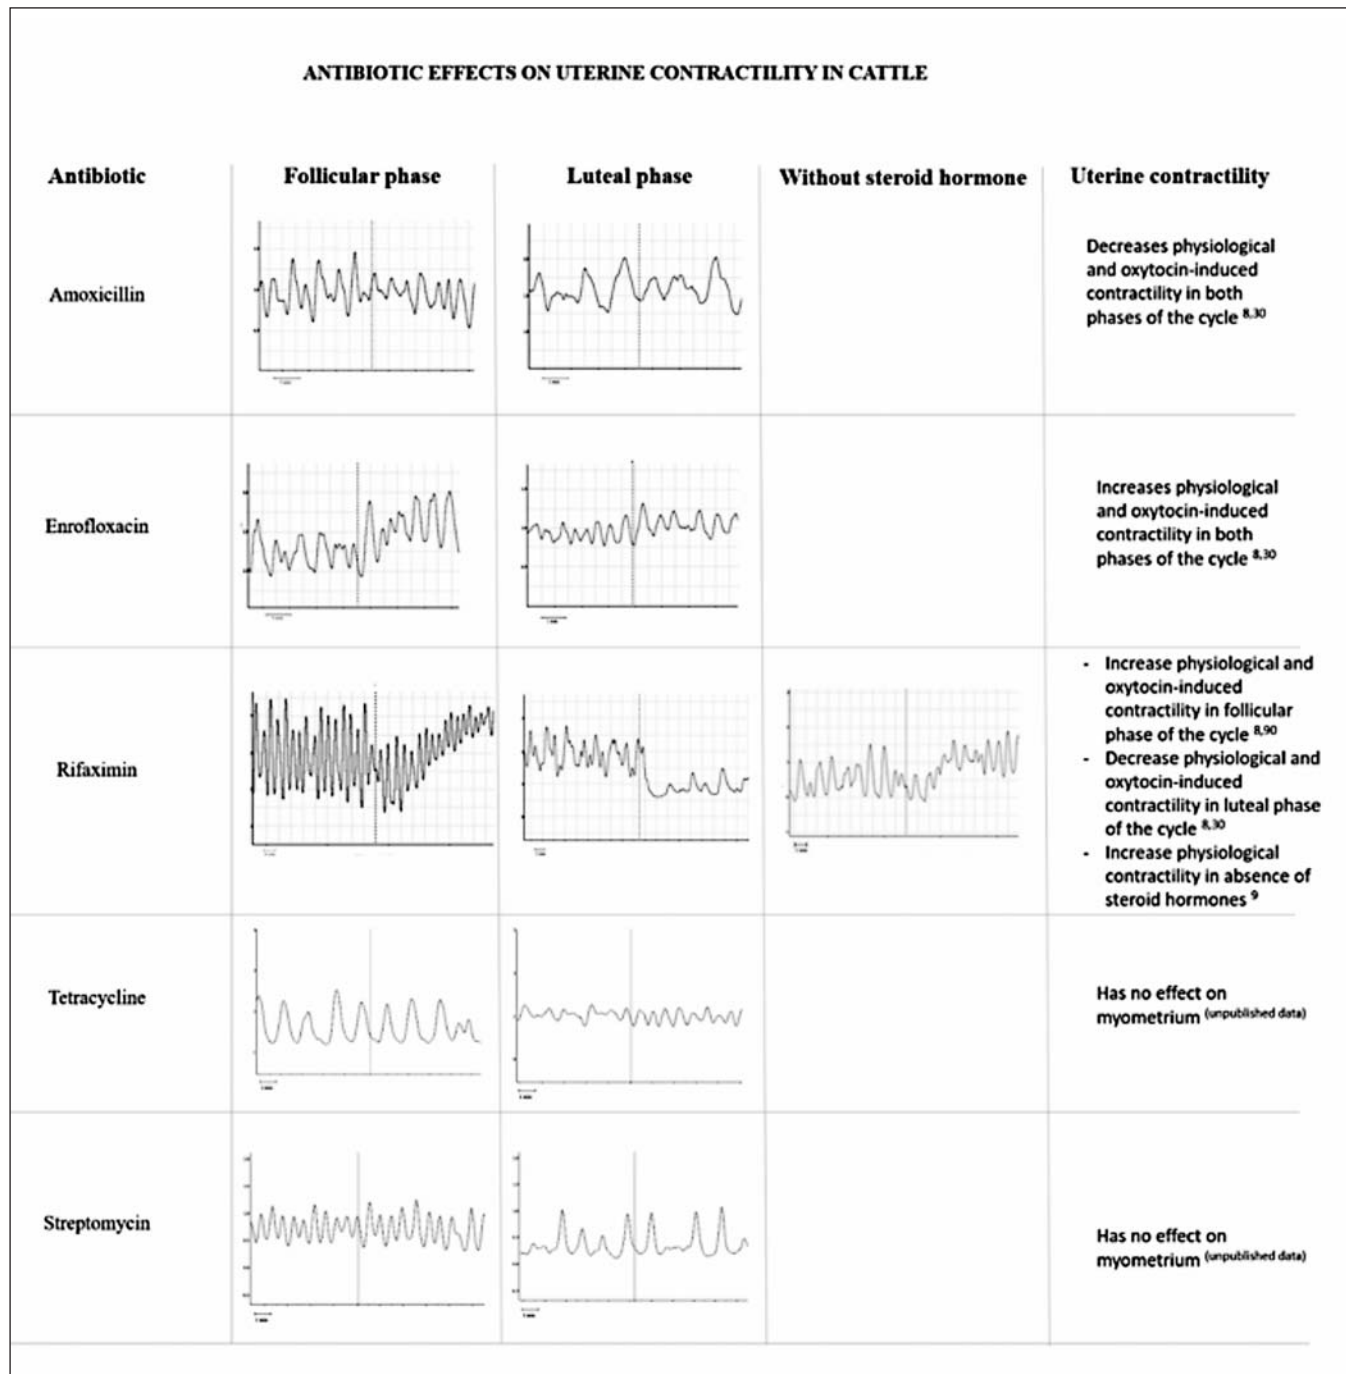 ANTIBIOTIC EFFECTS ON UTERINE CONTRACTILITY IN CATTLE
Antibiotic
Follicular phase
Luteal phase
Without steroid hormone
Uterine contractility
Amoxicillin
Decreases physiological
and oxytocin-induced
contractility in both
phases of the cycle 8,30
Enrofloxacin
Increases physiological
and oxytocin-induced
contractility in both
phases of the cycle 8,30
Rifaximin
- Increase physiological and
oxytocin-induced
contractility in follicular
phase of the cycle 8,90
- Decrease physiological and
oxytocin-induced
contractility in luteal phase
of the cycle 8,30
- Increase physiological
contractility in absence of
steroid hormones 9
Tetracycline
Has no effect on
myometrium (unpublished data)
Streptomycin
Has no effect on
myometrium (unpublished data)